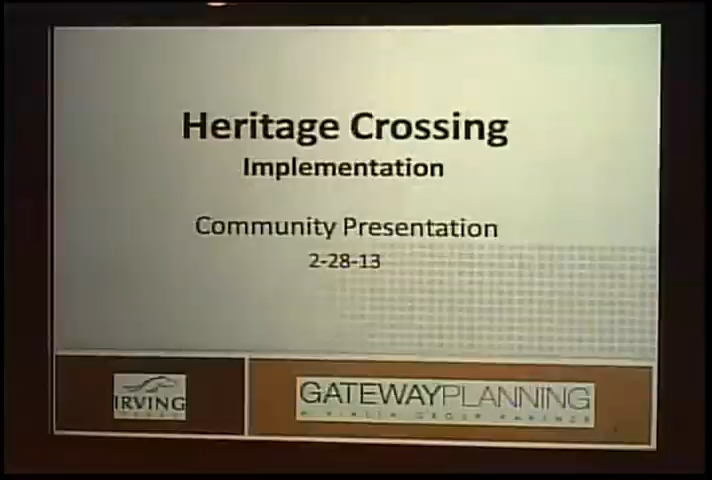 Heritage Crossing
Implementation
Community Presentation
2-28-13
IRVING
GATEWAYPLANNING